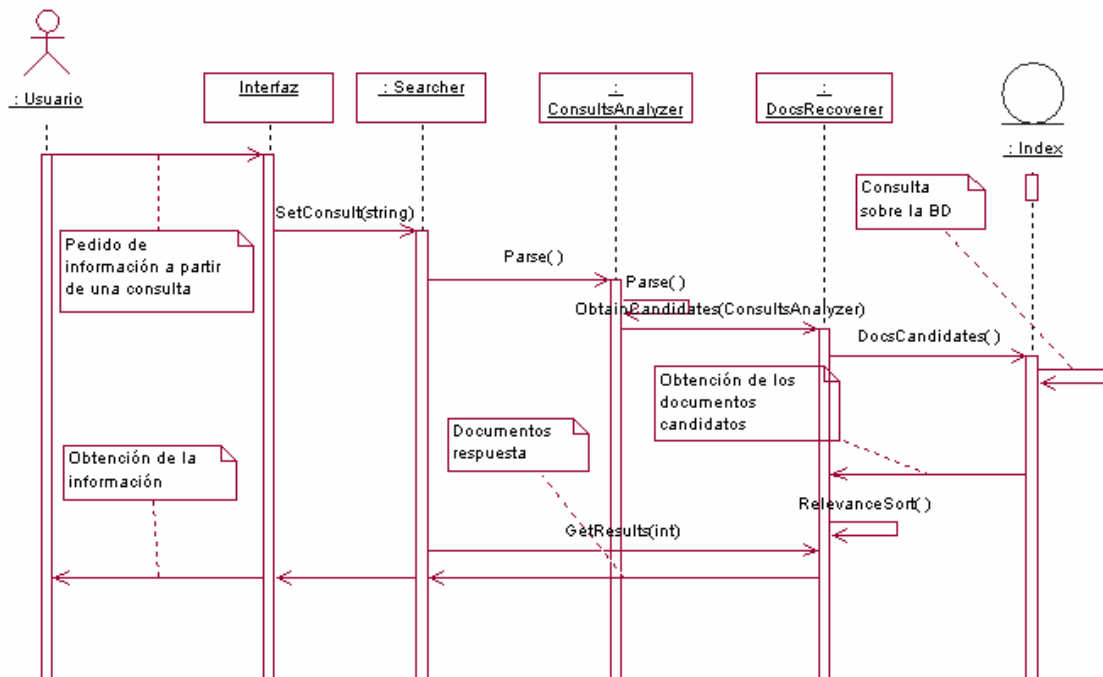 : Usuario
Interfaz
: Searcher
:
ConsultsAnalyzer
:
DocsRecoverer
: Index
Consulta
sobre la BD
SetConsult(string)
Pedido de
información a partir
de una consulta
Parse( )
Parse( )
ObtainCandidates(ConsultsAnalyzer)
DocsCandidates( )
Obtención de los
documentos
candidatos
Documentos
respuesta
Obtención de la
información
RelevanceSort( )
GetResults(int)